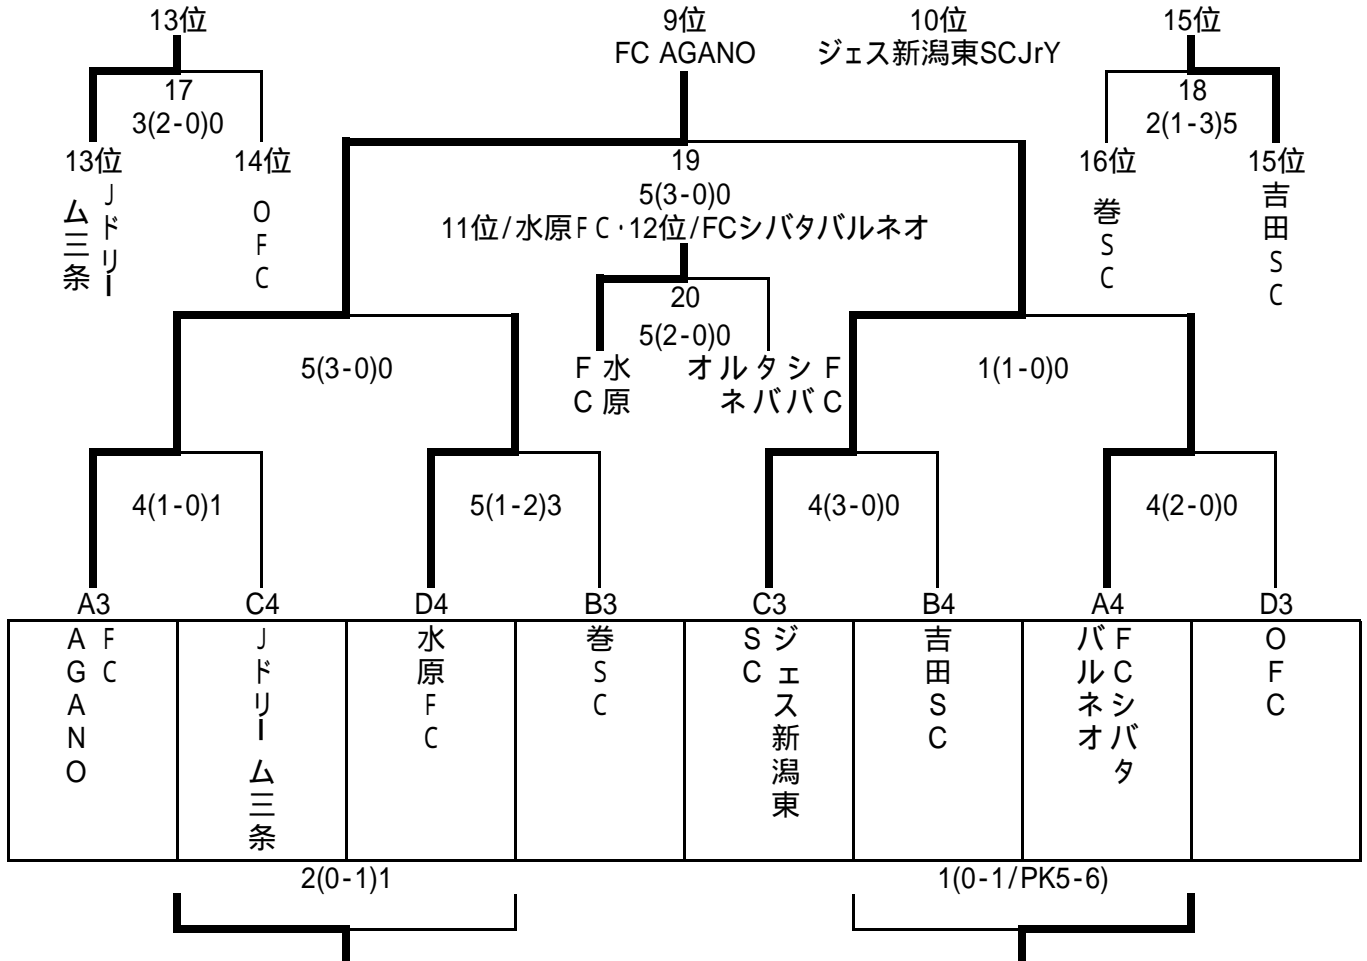 13位
9位
10位
15位
FC AGANO
ジェス新潟東SCJrY
17
3(2-0)0
18
2(1-3)5
13位
14位
19
16位
15位
5(3-0)0
11位/水原FC・12位/FCシバタバルネオ
Jドリー
ム三条
OFC
巻SC
吉田SC
20
5(2-0)0
水原
FC
FC
シバ
タバ
ルネ
オ
5(3-0)0
1(1-0)0
4(1-0)1
5(1-2)3
4(3-0)0
4(2-0)0
A3
C4
D4
B3
C3
B4
A4
D3
FC
AGANO
Jドリーム三条
水原FC
巻SC
ジェス新潟東
SC
吉田SC
FCシバタ
バルネオ
OFC
2(0-1)1
1(0-1/PK5-6)